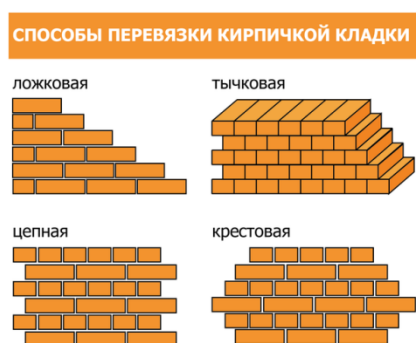 СПОСОБЫ ПЕРЕВЯЗКИ КИРПИЧКОЙ КЛАДКИ
ложковая
тычковая
цепная
крестовая